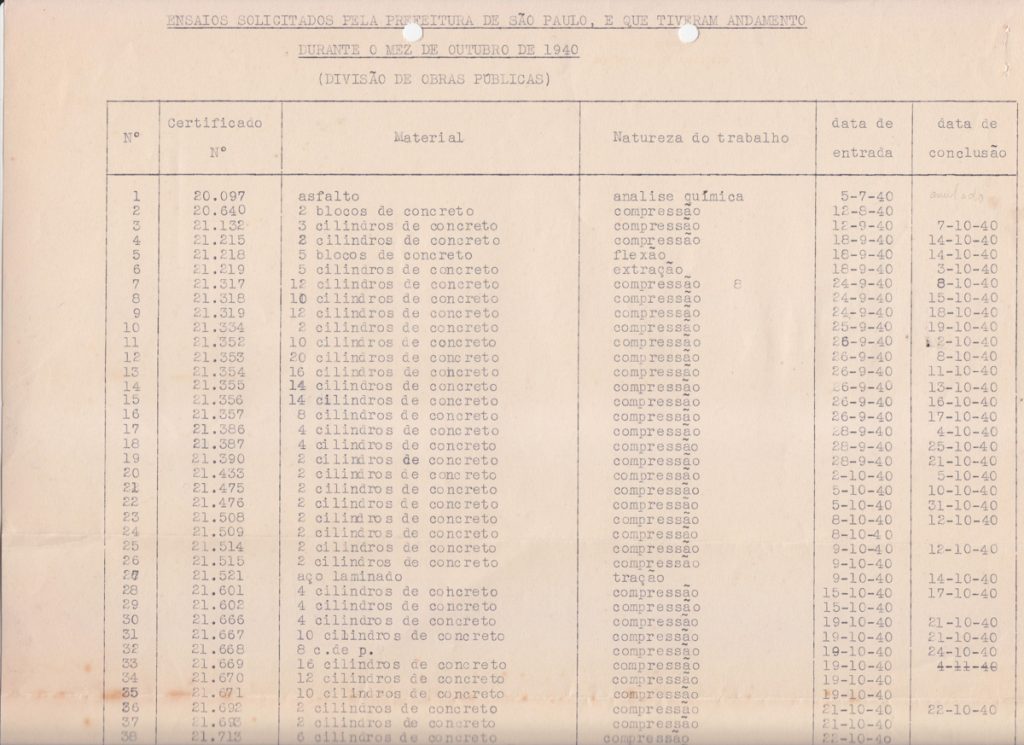 ENSAIOS SOLICITADOS PELA PREFEITURA DE SÃO PAULO, E QUE TIVERAM ANDAMENTO
DURANTE O MEZ DE OUTUBRO DE 1940
(DIVISÃO DE OBRAS PÚBLICAS)
Nº Certificado Nº Material Natureza do trabalho data de entrada data de conclusão
1 20.097 asfalto analise química 5-7-40 anulado
2 20.640 2 blocos de concreto compressão 12-8-40
3 21.132 3 cilindros de concreto compressão 12-9-40 7-10-40
4 21.215 2 cilindros de concreto compressão 18-9-40 14-10-40
5 21.218 5 blocos de concreto flexão 18-9-40 14-10-40
6 21.219 5 cilindros de concreto extração 18-9-40 3-10-40
7 21.317 12 cilindros de concreto compressão 8 24-9-40 8-10-40
8 21.318 10 cilindros de concreto compressão 24-9-40 15-10-40
9 21.319 12 cilindros de concreto compressão 24-9-40 18-10-40
10 21.334 2 cilindros de concreto compressão 25-9-40 19-10-40
11 21.352 10 cilindros de concreto compressão 26-9-40 12-10-40
12 21.353 20 cilindros de concreto compressão 26-9-40 8-10-40
13 21.354 16 cilindros de concreto compressão 26-9-40 11-10-40
14 21.355 14 cilindros de concreto compressão 26-9-40 13-10-40
15 21.356 14 cilindros de concreto compressão 26-9-40 16-10-40
16 21.357 8 cilindros de concreto compressão 26-9-40 17-10-40
17 21.386 4 cilindros de concreto compressão 28-9-40 4-10-40
18 21.387 4 cilindros de concreto compressão 28-9-40 25-10-40
19 21.390 2 cilindros de concreto compressão 28-9-40 21-10-40
20 21.433 2 cilindros de concreto compressão 2-10-40 5-10-40
21 21.475 2 cilindros de concreto compressão 5-10-40 10-10-40
22 21.476 2 cilindros de concreto compressão 5-10-40 31-10-40
23 21.508 2 cilindros de concreto compressão 8-10-40 12-10-40
24 21.509 2 cilindros de concreto compressão 8-10-40
25 21.514 2 cilindros de concreto compressão 9-10-40 12-10-40
26 21.515 2 cilindros de concreto compressão 9-10-40
27 21.521 aço laminado tração 9-10-40 14-10-40
28 21.601 4 cilindros de concreto compressão 15-10-40 17-10-40
29 21.602 4 cilindros de concreto compressão 15-10-40
30 21.666 4 cilindros de concreto compressão 19-10-40 21-10-40
31 21.667 10 cilindros de concreto compressão 19-10-40 21-10-40
32 21.668 8 c.de p. compressão 19-10-40 24-10-40
33 21.669 16 cilindros de concreto compressão 19-10-40 4-11-40
34 21.670 12 cilindros de concreto compressão 19-10-40
35 21.671 10 cilindros de concreto compressão 19-10-40
36 21.692 2 cilindros de concreto compressão 21-10-40 22-10-40
37 21.693 2 cilindros de concreto compressão 21-10-40
38 21.713 6 cilindros de concreto compressão 22-10-40